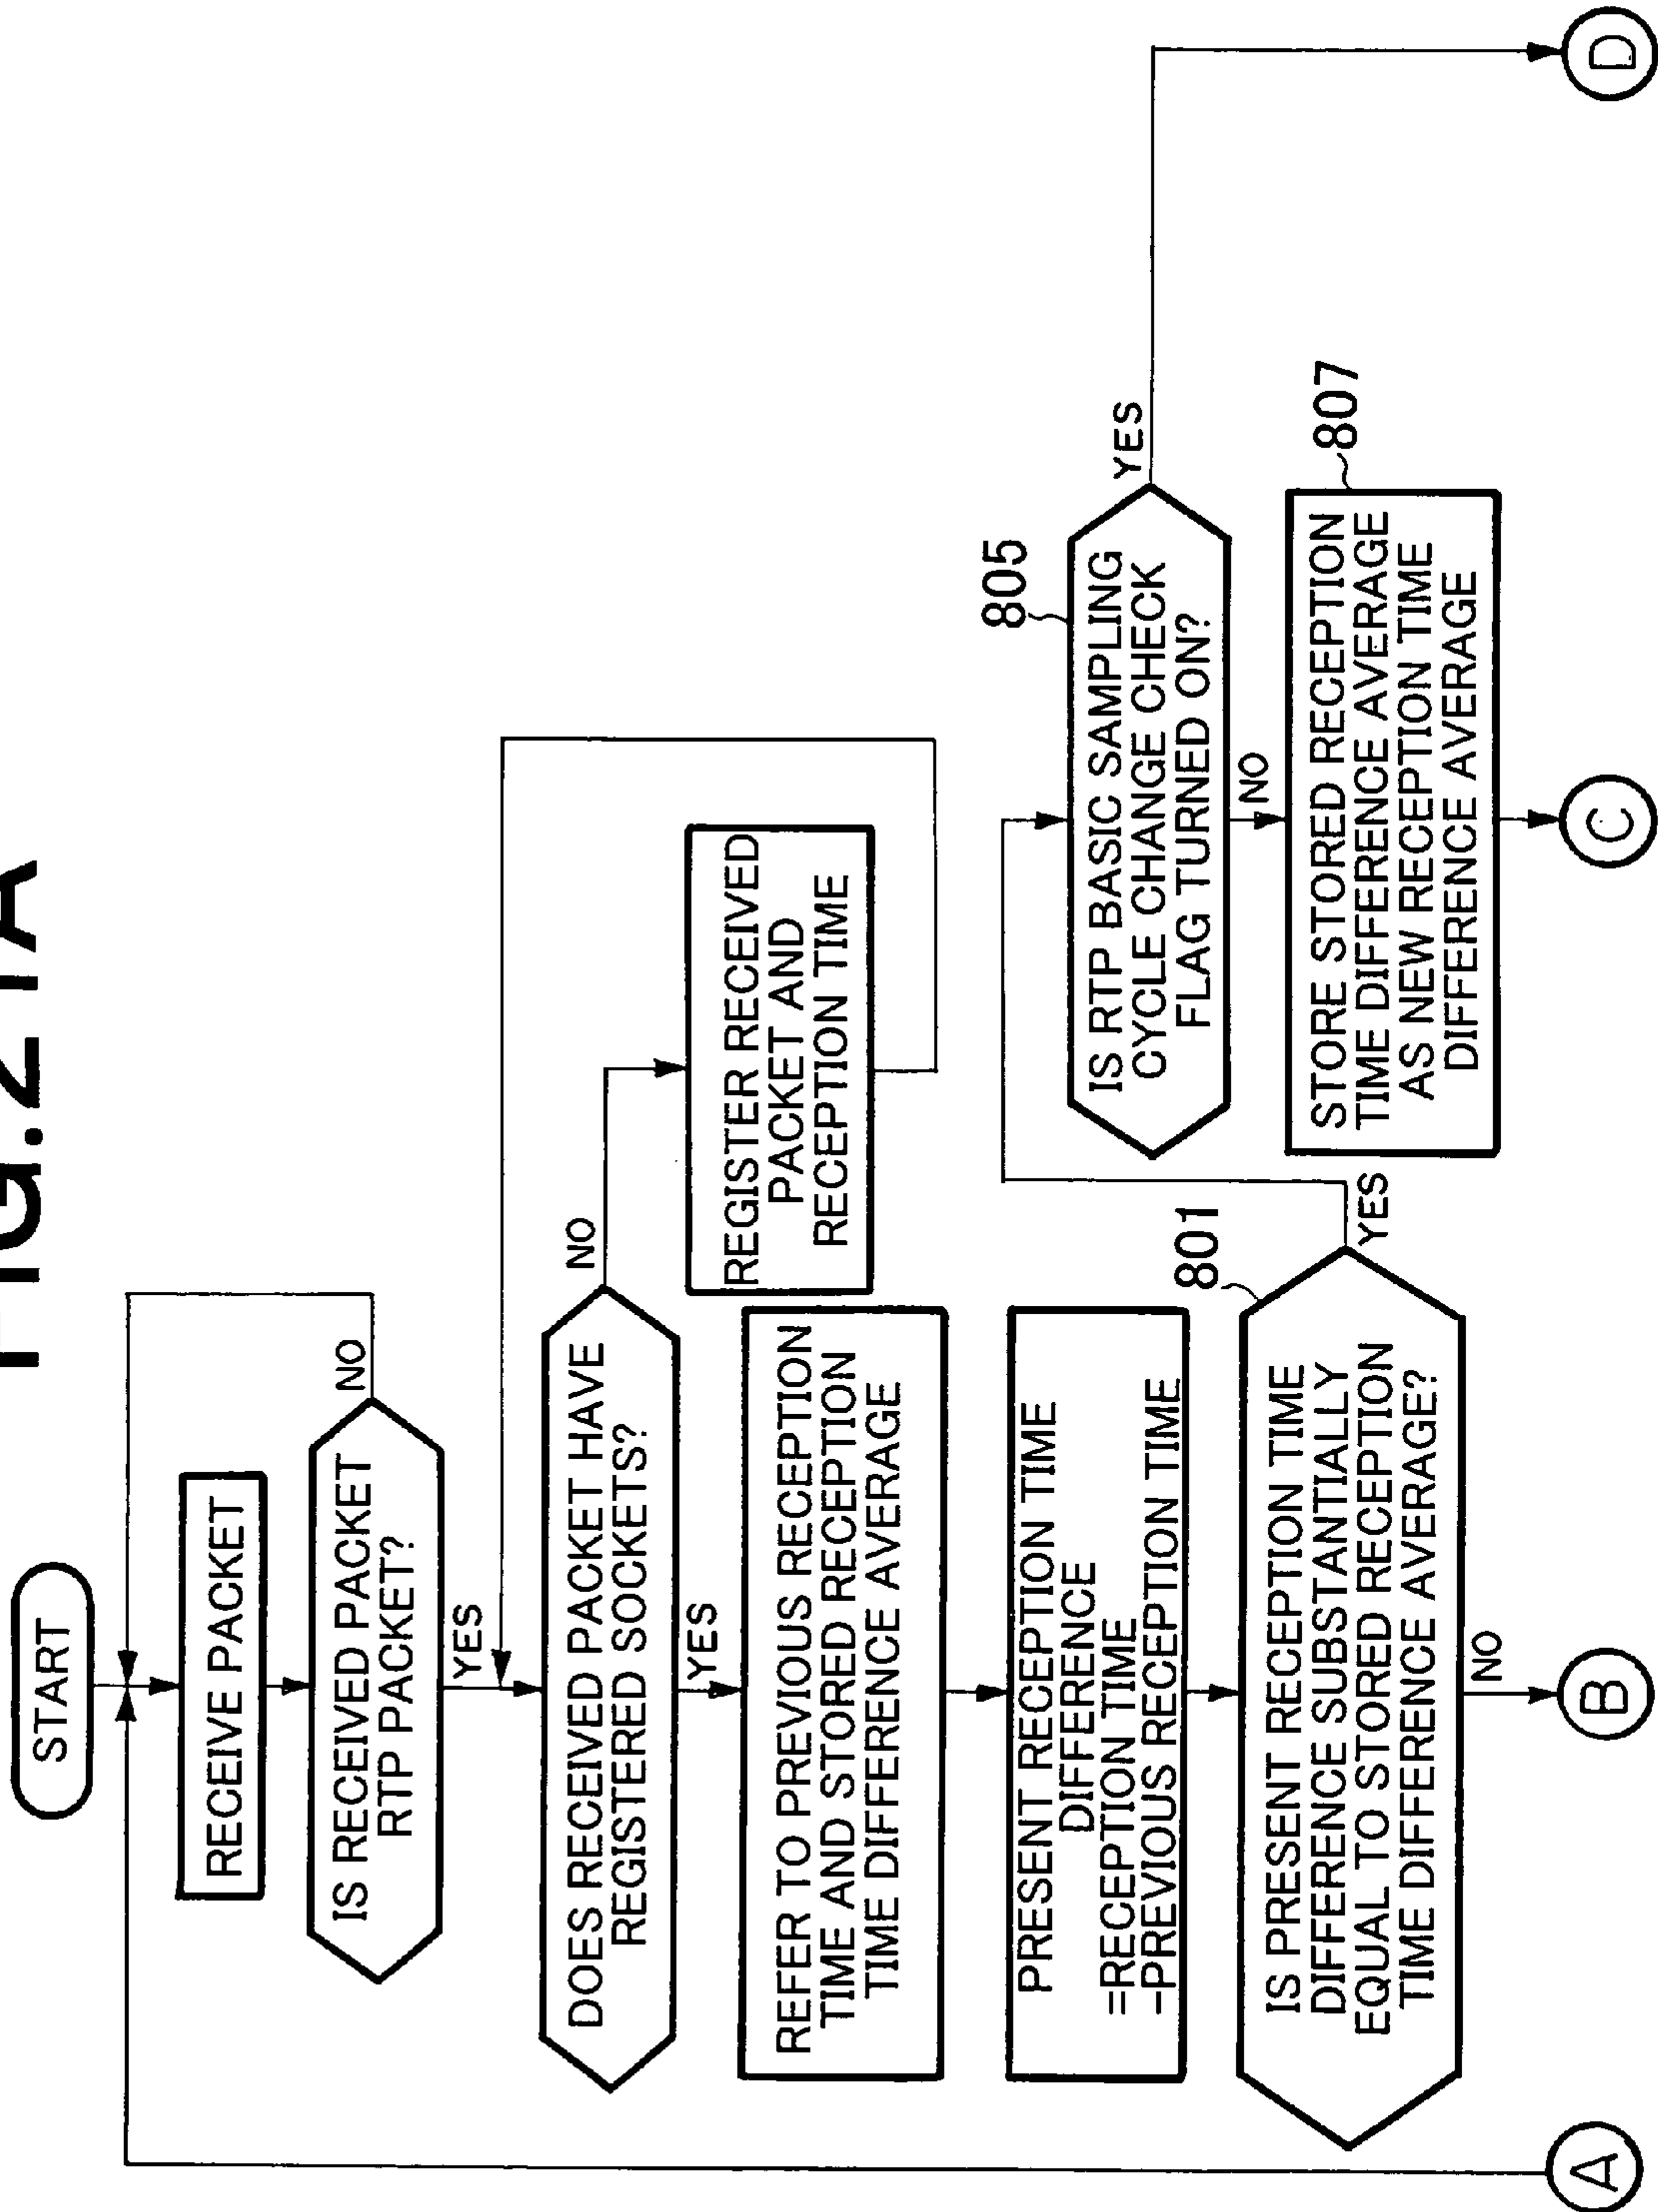 FIG.21A
START
RECEIVE PACKET
IS RECEIVED PACKET
RTP PACKET?
NO
YES
DOES RECEIVED PACKET HAVE
REGISTERED SOCKETS?
NO
YES
REGISTER RECEIVED
PACKET AND
RECEPTION TIME
REFER TO PREVIOUS RECEPTION
TIME AND STORED RECEPTION
TIME DIFFERENCE AVERAGE
PRESENT RECEPTION TIME
DIFFERENCE
=RECEPTION TIME
-PREVIOUS RECEPTION TIME
801
IS PRESENT RECEPTION TIME
DIFFERENCE SUBSTANTIALLY
EQUAL TO STORED RECEPTION
TIME DIFFERENCE AVERAGE?
YES
NO
805
IS RTP BASIC SAMPLING
CYCLE CHANGE CHECK
FLAG TURNED ON?
YES
NO
807
STORE STORED RECEPTION
TIME DIFFERENCE AVERAGE
AS NEW RECEPTION TIME
DIFFERENCE AVERAGE
A
B
C
D